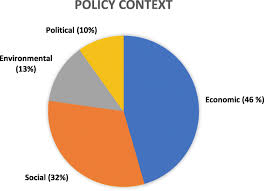 POLICY CONTEXT
Political (10%)
Environmental
(13%)
Economic (46 %)
Social (32%)